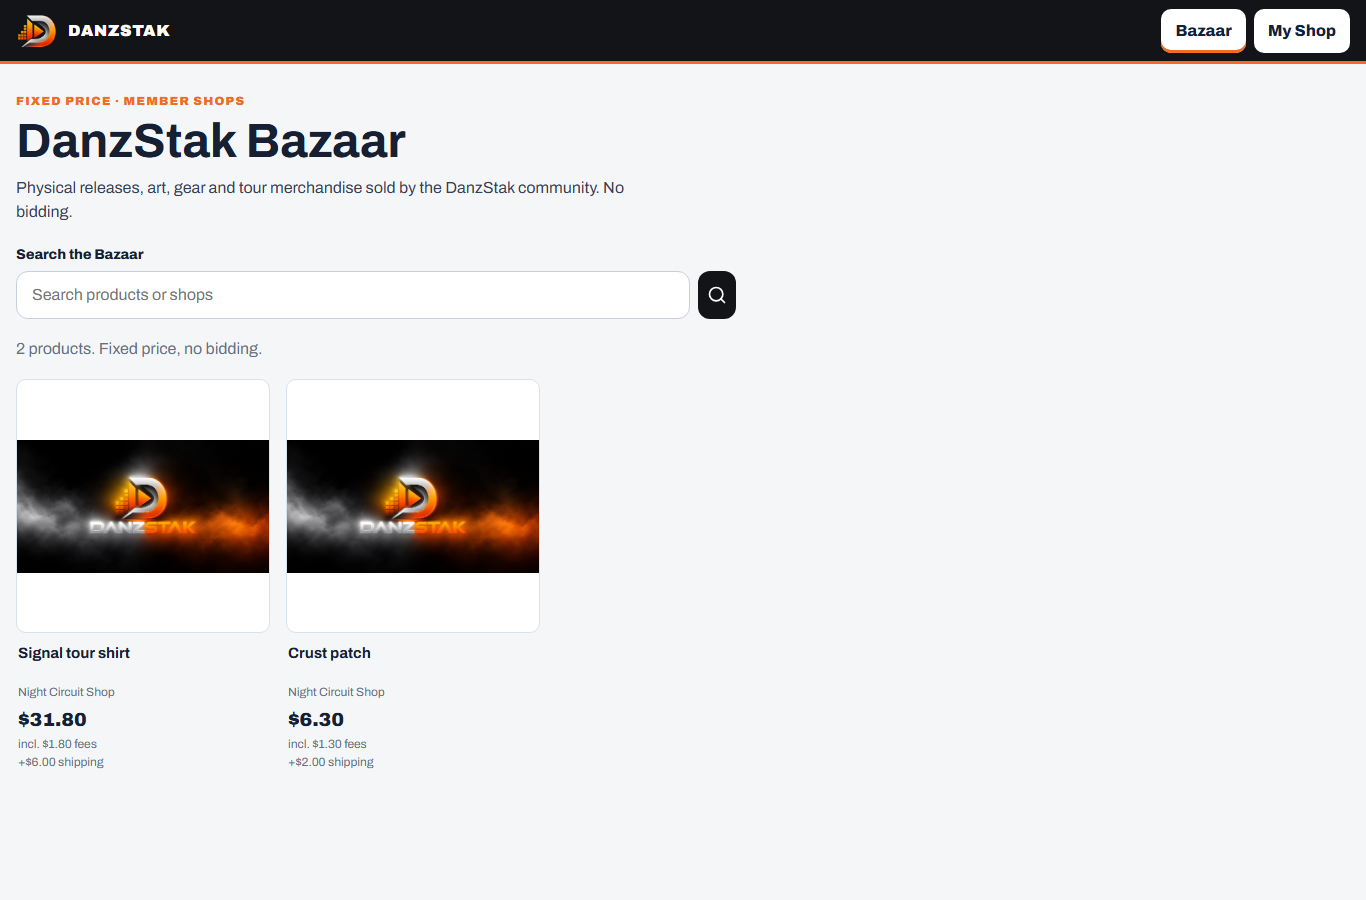 DANZSTAK
Bazaar
My Shop
FIXED PRICE · MEMBER SHOPS
DanzStak Bazaar
Physical releases, art, gear and tour merchandise sold by the DanzStak community. No
bidding.
Search the Bazaar
Search products or shops
2 products. Fixed price, no bidding.
DANZSTAK
DANZSTAK
Signal tour shirt
Crust patch
Night Circuit Shop
Night Circuit Shop
$31.80
$6.30
incl. $1.80 fees
incl. $1.30 fees
+$6.00 shipping
+$2.00 shipping